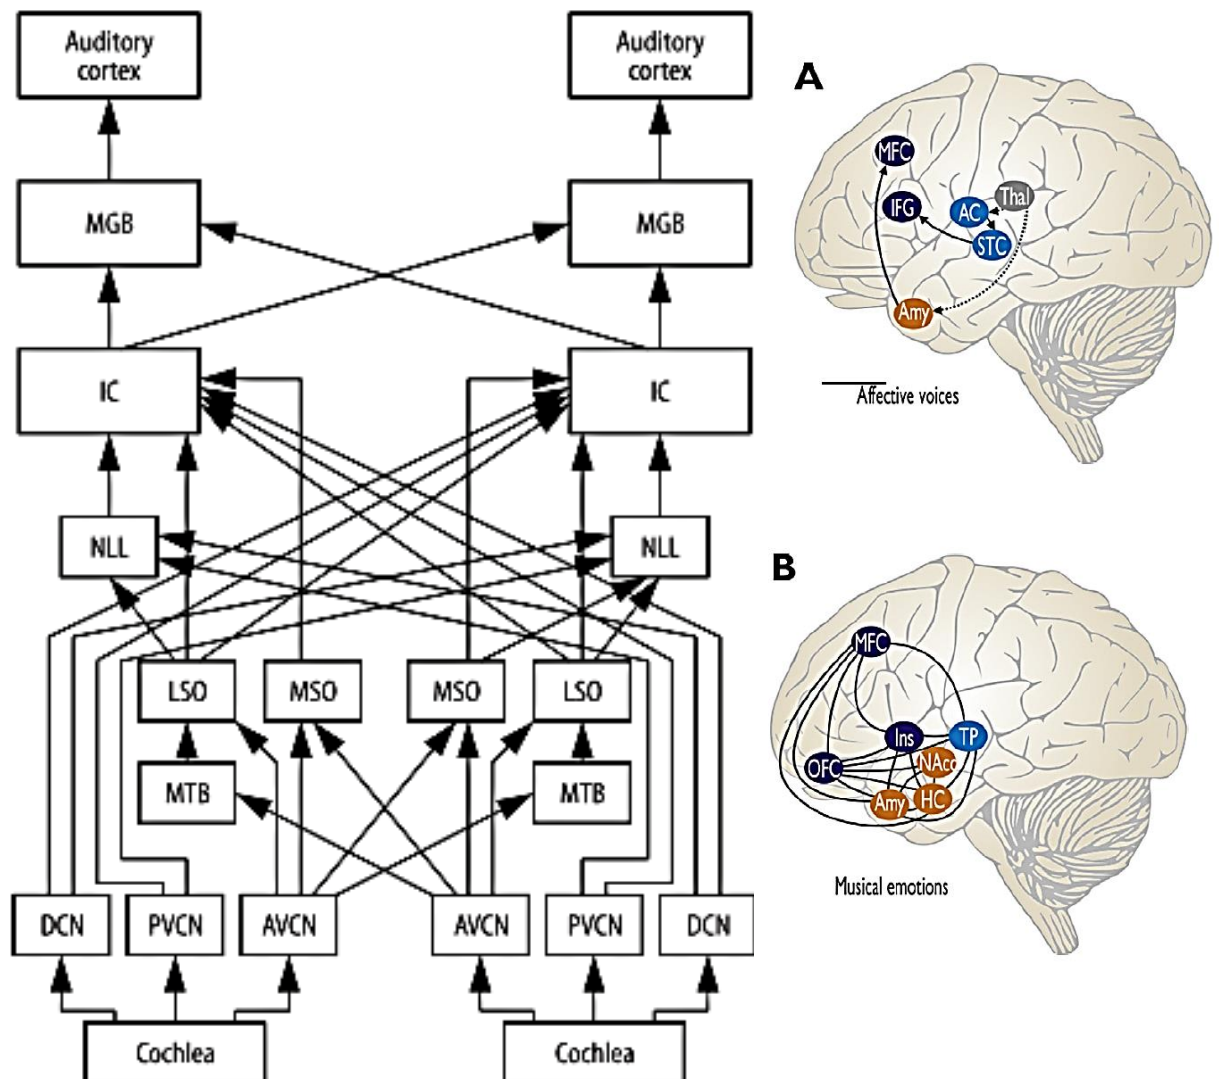 Auditory
cortex
Auditory
cortex
MGB
MGB
IC
IC
NLL
NLL
LSO
MSO
MSO
LSO
MTB
MTB
DCN
PVCN
AVCN
AVCN
PVCN
DCN
Cochlea
Cochlea
A
MFC
IFG
AC
Thal
STC
Amy
Affective voices
B
MFC
Ins
TP
OFC
NAcc
Amy
HC
Musical emotions